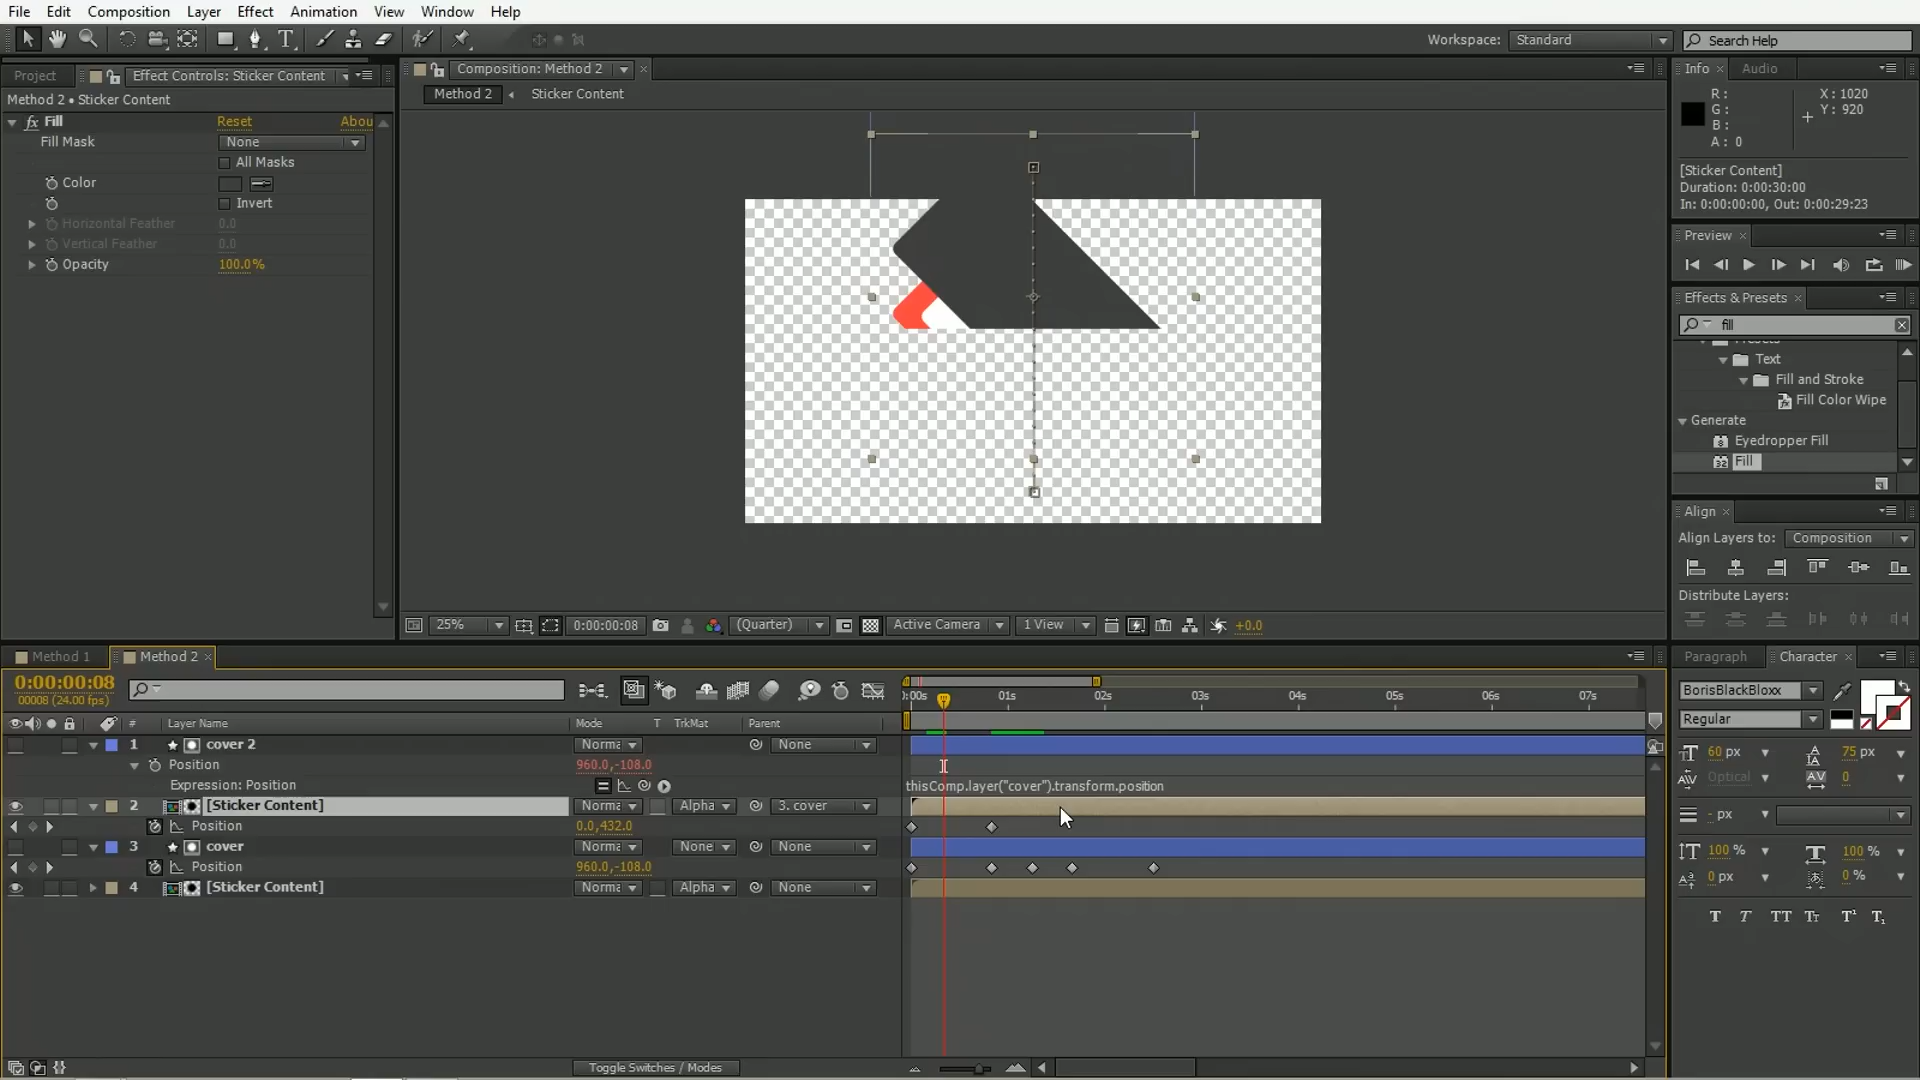 File Edit Composition Layer Effect Animation View Window Help
Workspace: Standard Search Help
Project Effect Controls: Sticker Content
Composition: Method 2
Info Audio
Method 2 • Sticker Content
Method 2 Sticker Content
R: X: 1020
G: Y: 920
B:
A: 0
fx Fill Reset Abou
Fill Mask None
All Masks
Color
Invert
Horizontal Feather 0.0
Vertical Feather 0.0
Opacity 100.0%
[Sticker Content]
Duration: 0:00:30:00
In: 0:00:00:00, Out: 0:00:29:23
Preview
Effects & Presets
fill
Text
Fill and Stroke
Fill Color Wipe
Generate
Eyedropper Fill
Fill
Align
Align Layers to: Composition
Distribute Layers:
25% 0:00:00:08 (Quarter) Active Camera 1 View +0.0
Method 1 Method 2
0:00:00:08
00008 (24.00 fps)
0:00s 01s 02s 03s 04s 05s 06s 07s
# Layer Name Mode T TrkMat Parent
1 cover 2 Norma None
Position 960.0,-108.0
Expression: Position thisComp.layer("cover").transform.position
2 [Sticker Content] Norma Alpha 3. cover
Position 0.0,432.0
3 cover Norma None None
Position 960.0,-108.0
4 [Sticker Content] Norma Alpha None
Toggle Switches / Modes
Paragraph Character
BorisBlackBloxx
Regular
60 px 75 px
Optical 0
- px
100 % 100 %
0 px 0 %
T T TT Tt T¹ T₁